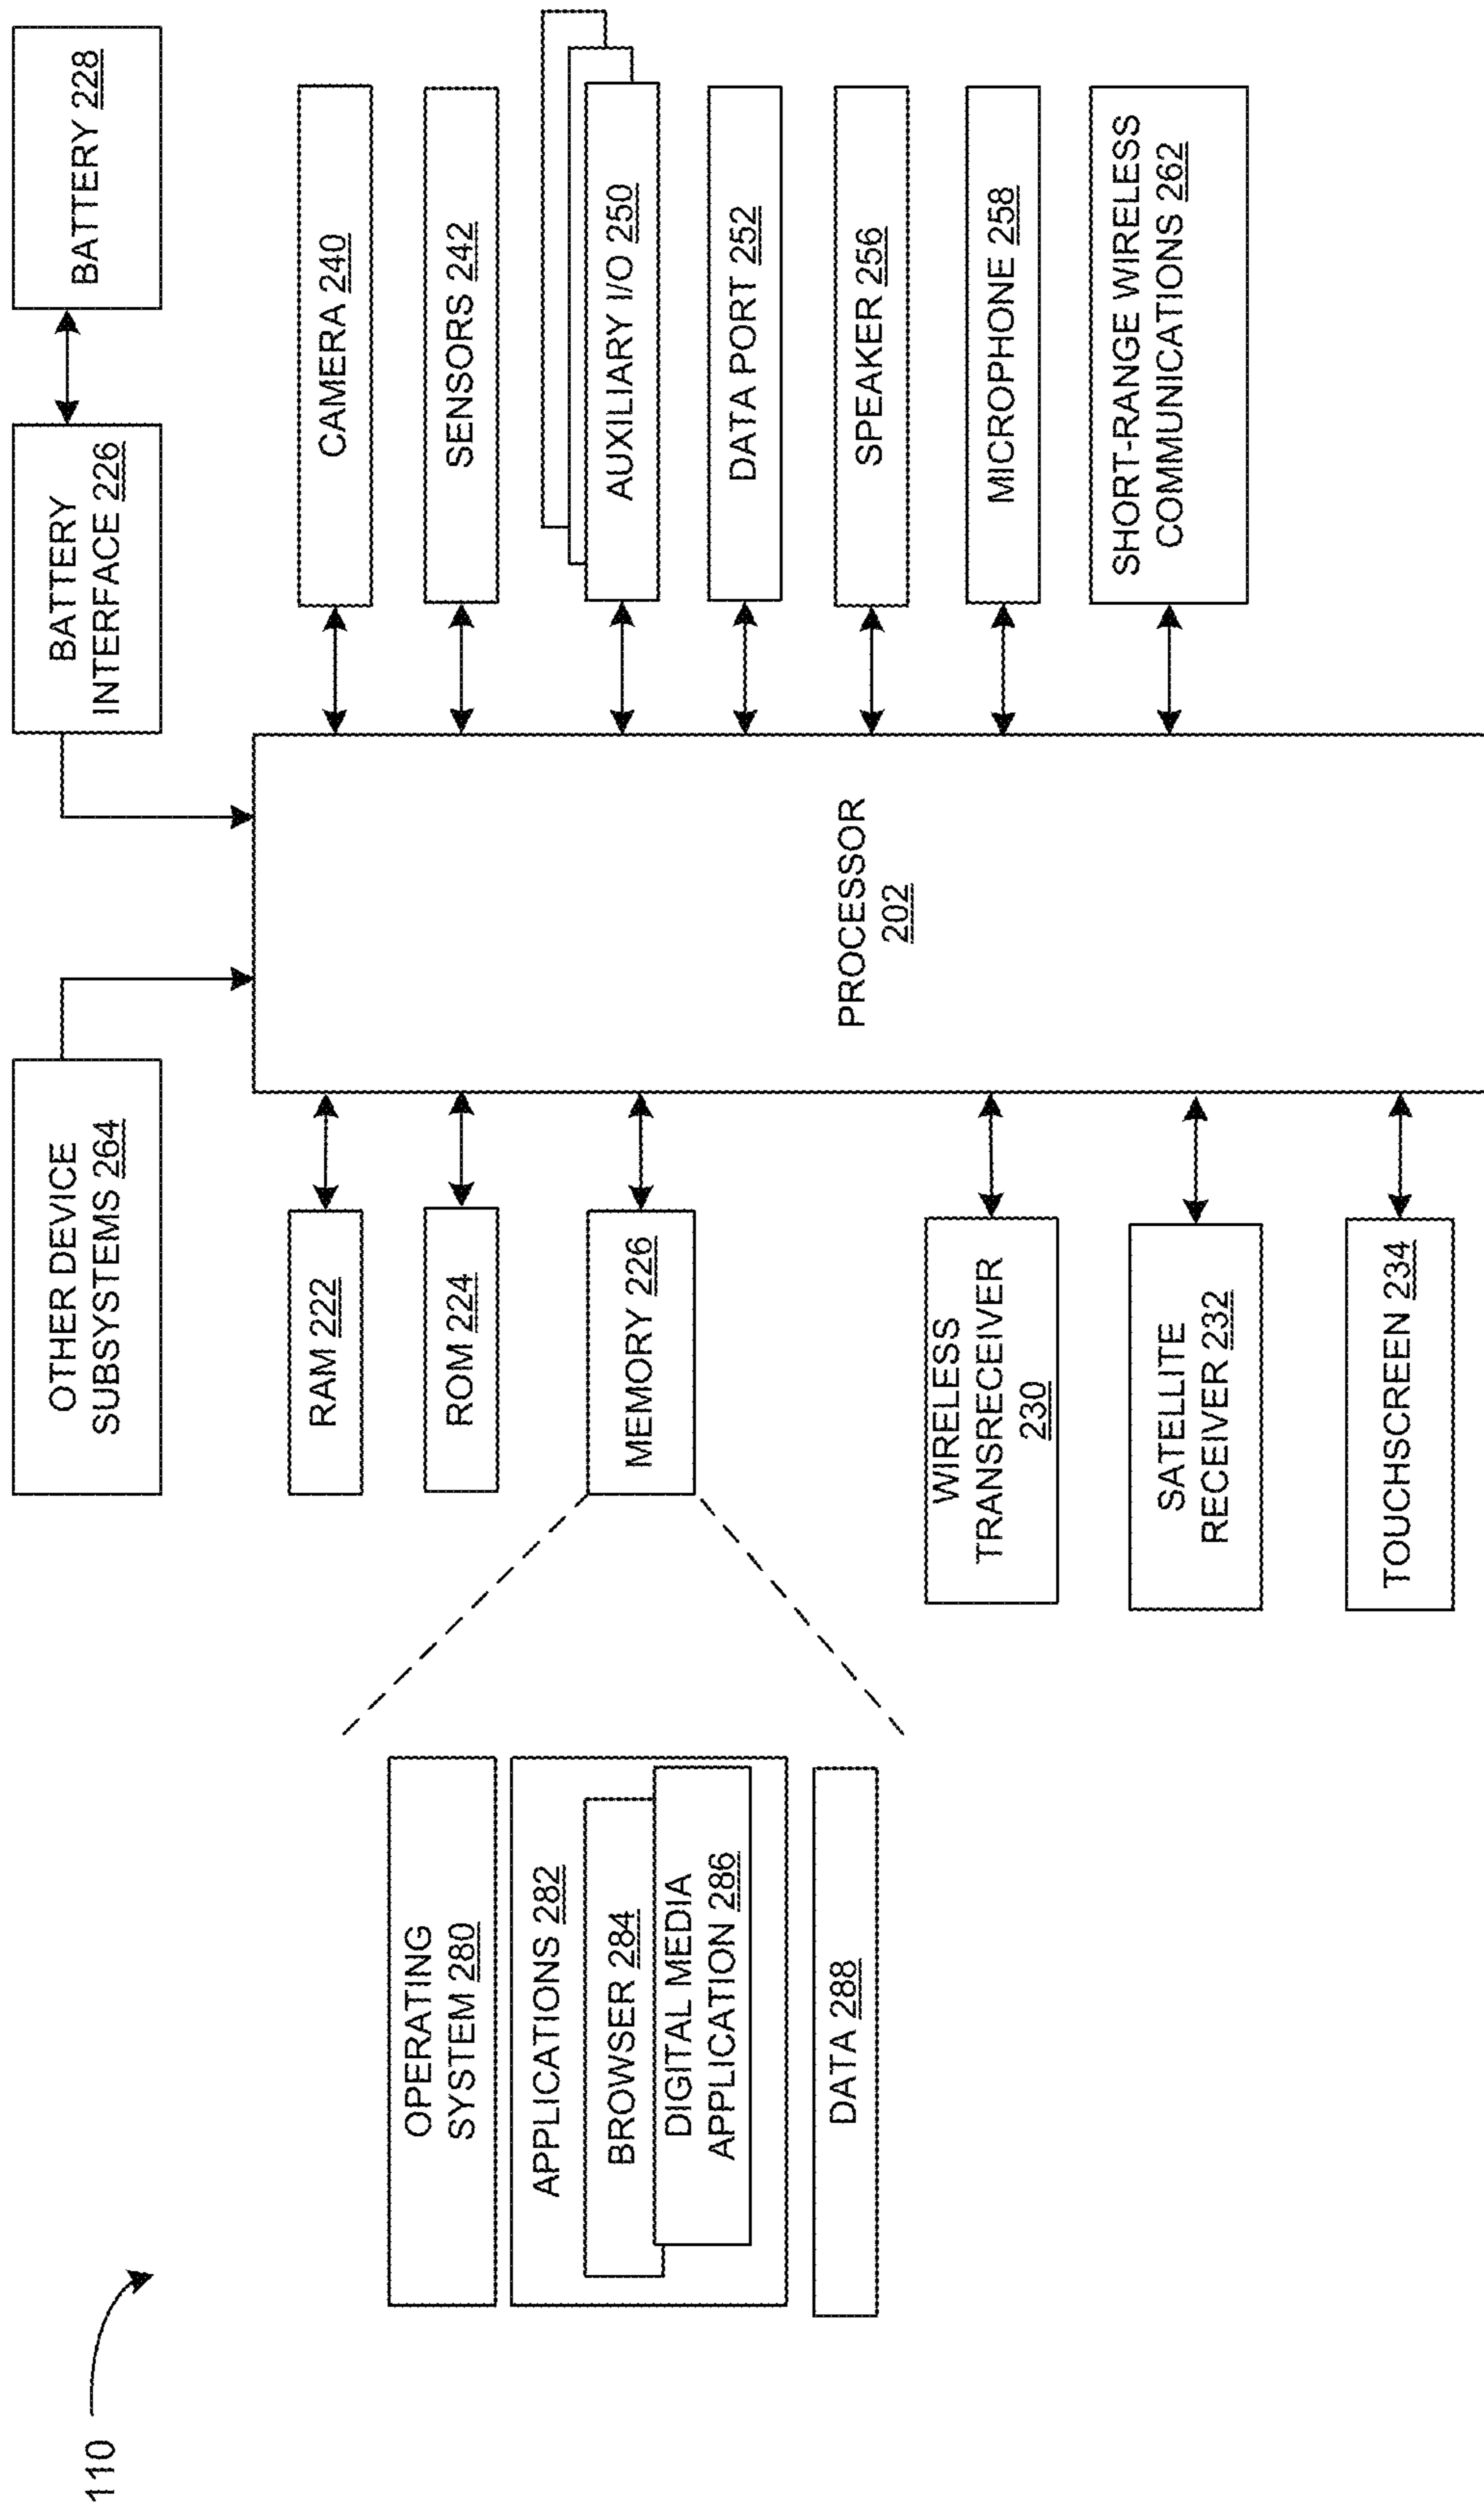 110
OTHER DEVICE
SUBSYSTEMS 264
BATTERY
INTERFACE 226
BATTERY 228
OPERATING
SYSTEM 280
APPLICATIONS 282
BROWSER 284
DIGITAL MEDIA
APPLICATION 286
DATA 288
RAM 222
ROM 224
MEMORY 226
WIRELESS
TRANSRECEIVER
230
SATELLITE
RECEIVER 232
TOUCHSCREEN 234
PROCESSOR
202
CAMERA 240
SENSORS 242
AUXILIARY I/O 250
DATA PORT 252
SPEAKER 256
MICROPHONE 258
SHORT-RANGE WIRELESS
COMMUNICATIONS 262